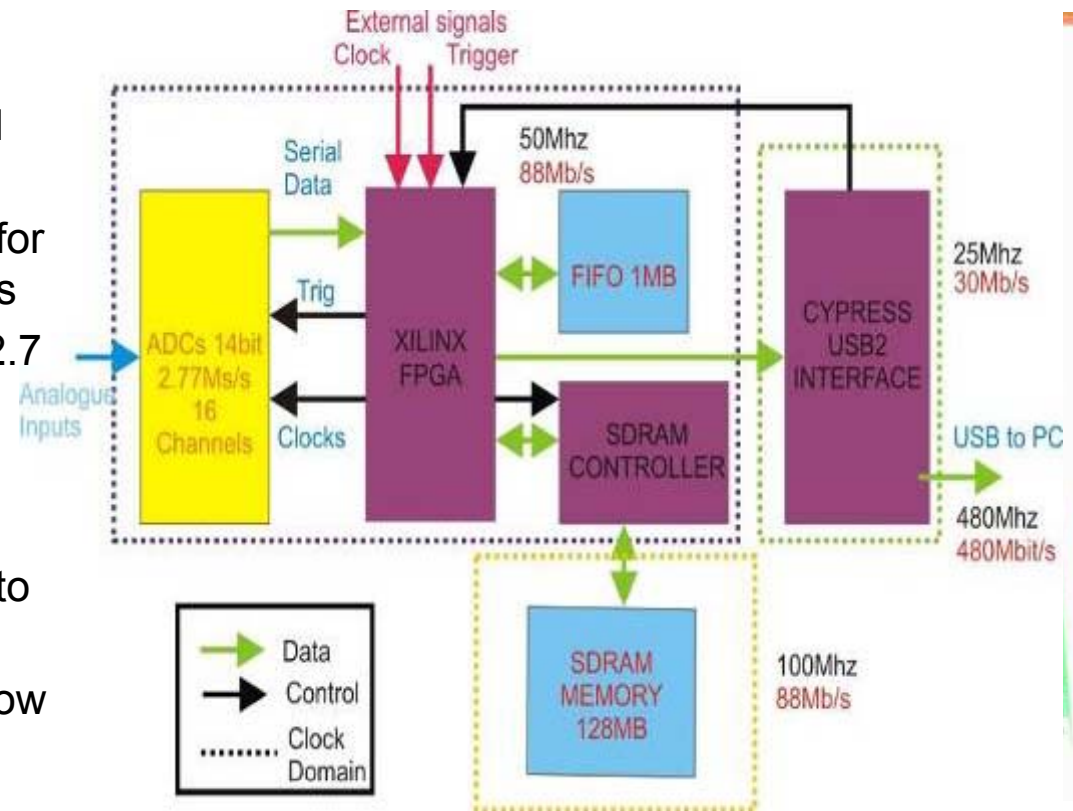 External signals
Clock Trigger
for
s
2.7
to
ow
Serial
Data
50Mhz
88Mb/s
Trig
Clocks
Analogue
Inputs
ADCs 14bit
2.77Ms/s
16
Channels
XILINX
FPGA
FIFO 1MB
SDRAM
CONTROLLER
CYPRESS
USB2
INTERFACE
25Mhz
30Mb/s
USB to PC
480Mhz
480Mbit/s
SDRAM
MEMORY
128MB
100Mhz
88Mb/s
Data
Control
Clock
Domain